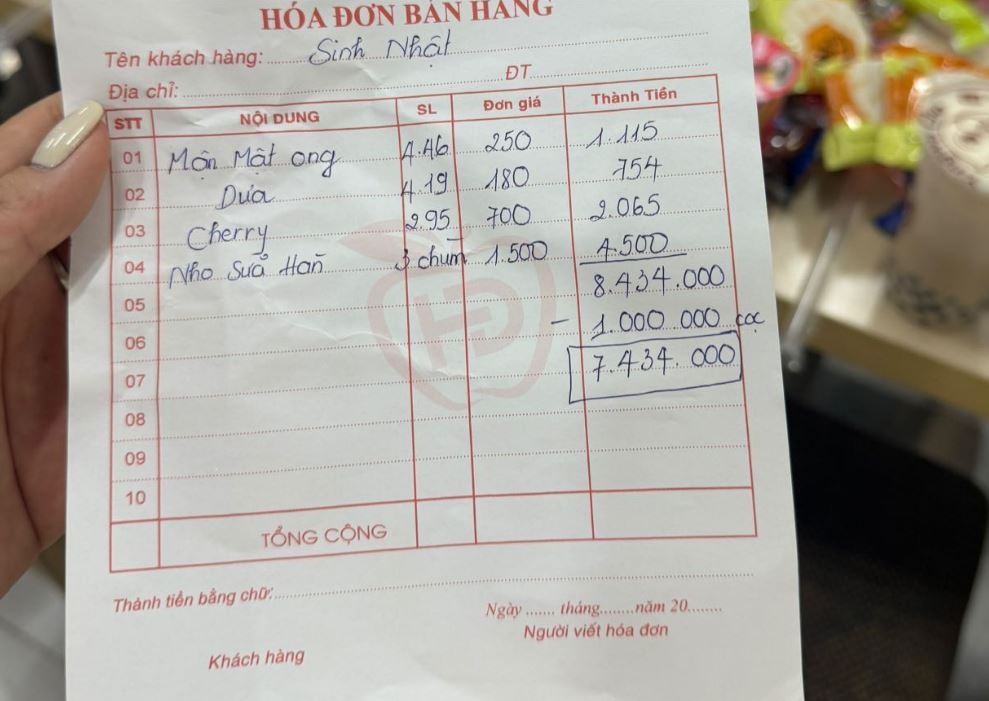 HÓA ĐƠN BÁN HÀNG
Tên khách hàng: Sinh Nhật
Địa chỉ: ĐT
STT NỘI DUNG SL Đơn giá Thành Tiền
01 Mận Mật ong 4.46 250 1.115
02 Dưa 4.19 180 754
03 Cherry 2.95 700 2.065
04 Nho Sưã Hàn 3 chùm 1.500 4.500
05 8.434.000
06 - 1.000.000 cọc
07 7.434.000
08
09
10
TỔNG CỘNG
Thành tiền bằng chữ:
Ngày ....... tháng........năm 20........
Người viết hóa đơn
Khách hàng
HD